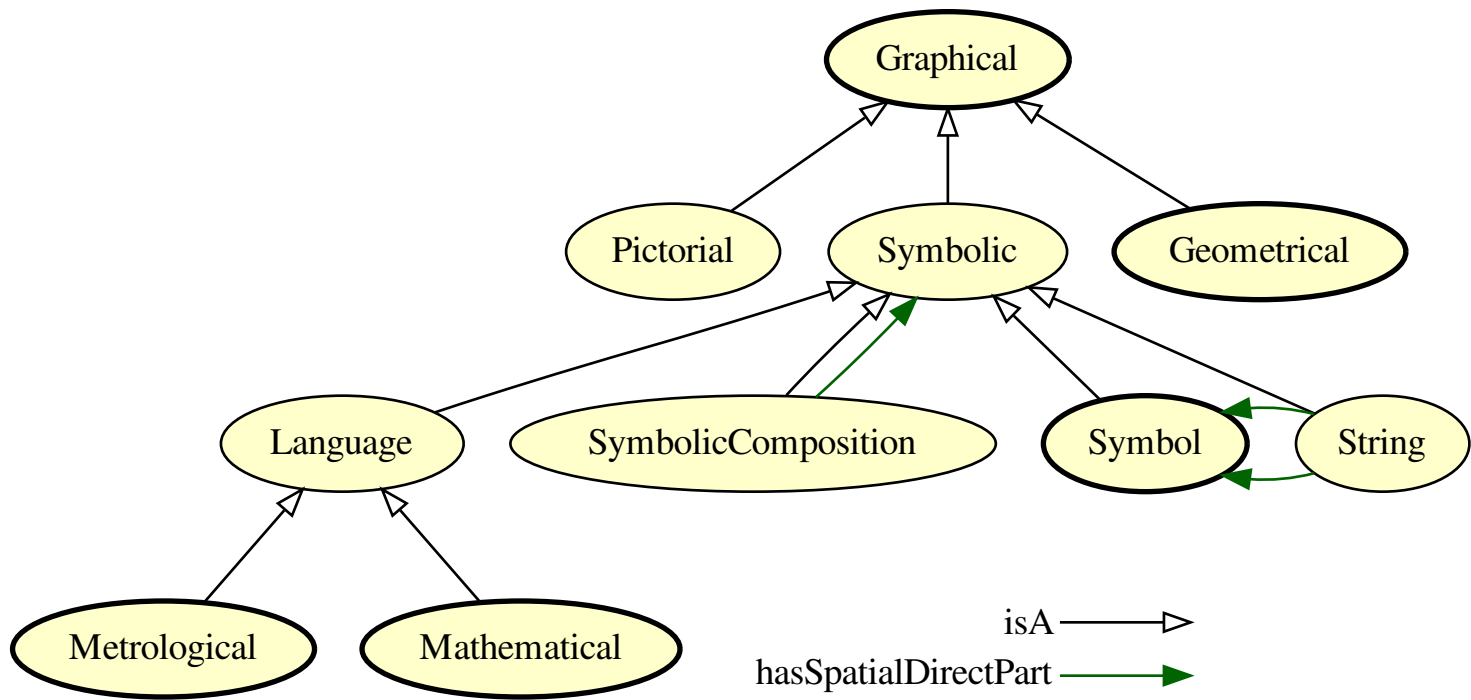 Graphical
Pictorial
Symbolic
Geometrical
Language
SymbolicComposition
Symbol
String
Metrological
Mathematical
isA
hasSpatialDirectPart